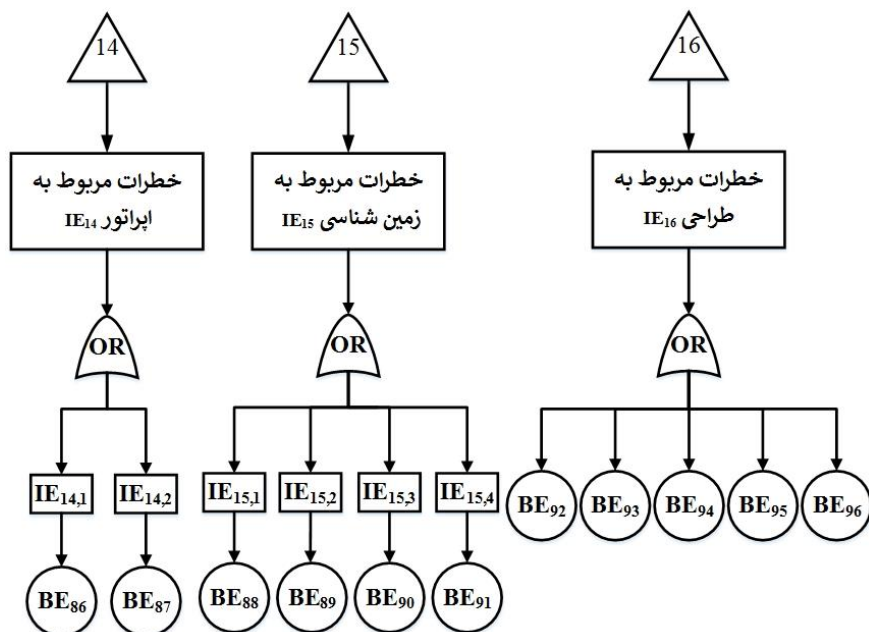 14
15
16
خطرات مربوط به
اپراتور IE14
خطرات مربوط به
زمین شناسی IE15
خطرات مربوط به
طراحی IE16
OR
OR
OR
IE14,1
IE14,2
IE15,1
IE15,2
IE15,3
IE15,4
BE92
BE93
BE94
BE95
BE96
BE86
BE87
BE88
BE89
BE90
BE91